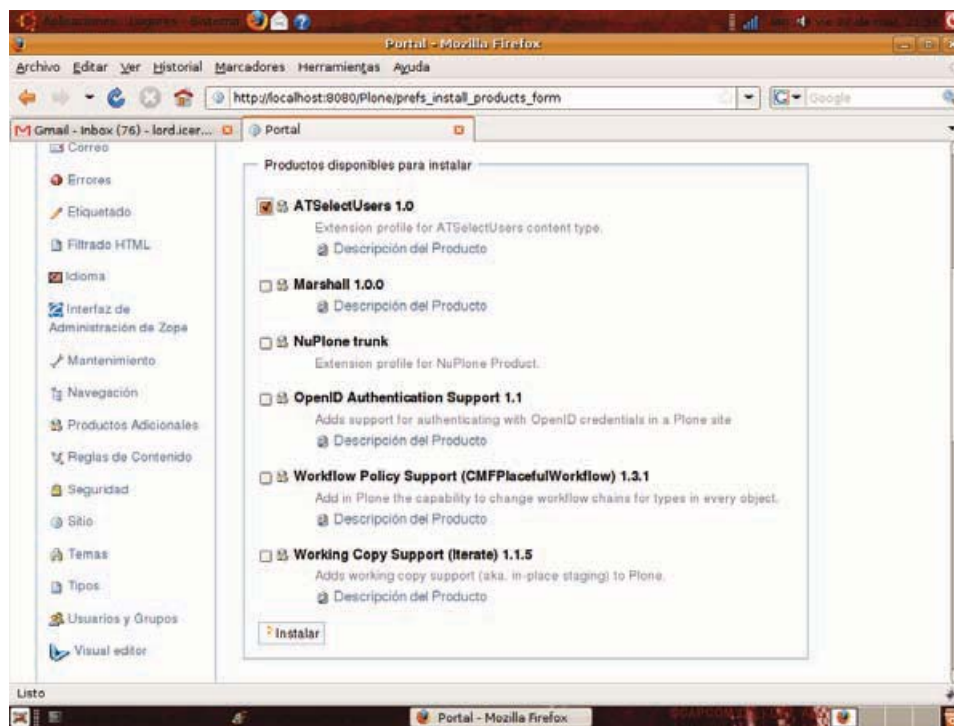 Aplicaciones Lugares Sistema
Portal - Mozilla Firefox
Archivo Editar Ver Historial Marcadores Herramientas Ayuda
http://localhost:8080/Plone/prefs_install_products_form
Google
Gmail - Inbox (76) - lord.icer...
Portal
Correo
Errores
Etiquetado
Filtrado HTML
Idioma
Interfaz de
Administración de Zope
Mantenimiento
Navegación
Productos Adicionales
Reglas de Contenido
Seguridad
Sitio
Temas
Tipos
Usuarios y Grupos
Visual editor
Productos disponibles para instalar
ATSelectUsers 1.0
Extension profile for ATSelectUsers content type.
Descripción del Producto
Marshall 1.0.0
Descripción del Producto
NuPlone trunk
Extension profile for NuPlone Product.
OpenID Authentication Support 1.1
Adds support for authenticating with OpenID credentials in a Plone site
Descripción del Producto
Workflow Policy Support (CMFPlacefulWorkflow) 1.3.1
Add in Plone the capability to change workflow chains for types in every object.
Descripción del Producto
Working Copy Support (Iterate) 1.1.5
Adds working copy support (aka. in-place staging) to Plone.
Descripción del Producto
Instalar
Listo
Portal - Mozilla Firefox